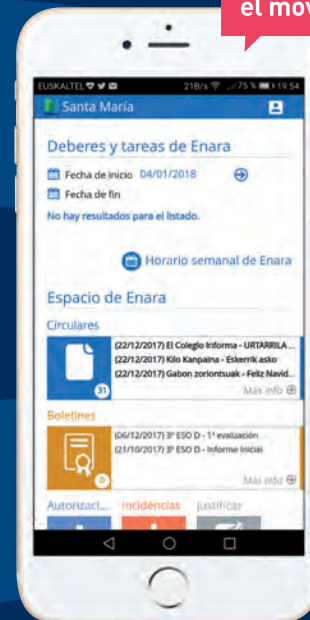 el móv
EUSKALTEL 21B/s 75 % 19:54
Santa María
Deberes y tareas de Enara
Fecha de inicio 04/01/2018
Fecha de fin
No hay resultados para el listado.
Horario semanal de Enara
Espacio de Enara
Circulares
(22/12/2017) El Colegio Informa - URTARRILA ...
(22/12/2017) Kilo Kanpaina - Eskerrik asko
(22/12/2017) Gabon zoriontsuak - Feliz Navid...
31
Más info
Boletines
(06/12/2017) 3º ESO D - 1ª evaluación
(21/10/2017) 3º ESO D - Informe inicial
0
Más info
Autorizaci... Incidencias Justificar